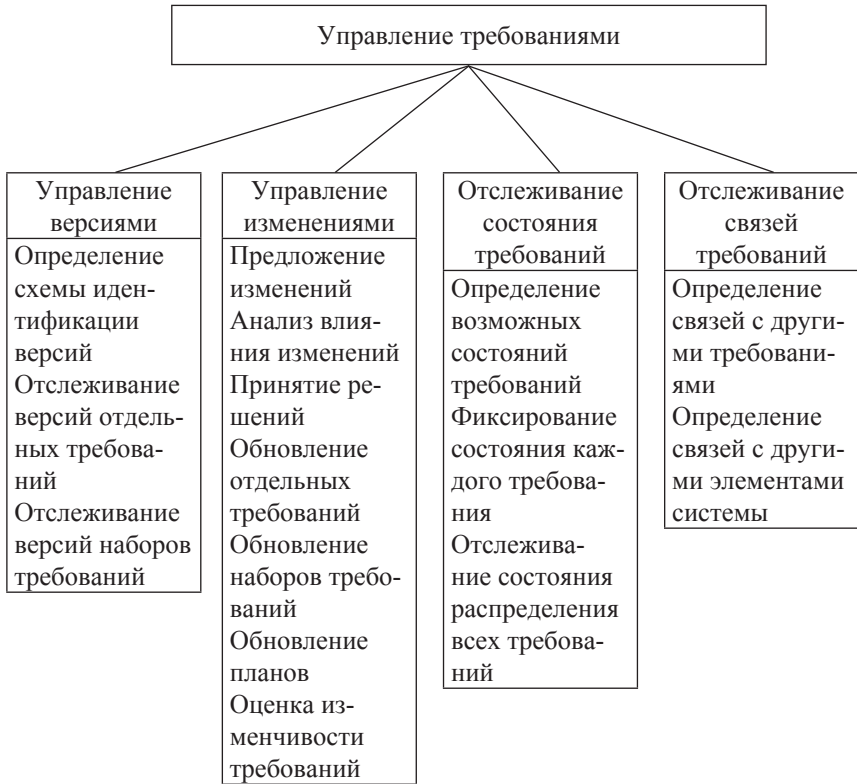 Управление требованиями
Управление
версиями
Определение
схемы иден-
тификации
версий
Отслеживание
версий отдель-
ных требова-
ний
Отслеживание
версий наборов
требований
Управление
изменениями
Предложение
изменений
Анализ влия-
ния изменений
Принятие ре-
шений
Обновление
отдельных
требований
Обновление
наборов требо-
ваний
Обновление
планов
Оценка из-
менчивости
требований
Отслеживание
состояния
требований
Определение
возможных
состояний
требований
Фиксирование
состояния каж-
дого требова-
ния
Отслежива-
ние состояния
распределения
всех требова-
ний
Отслеживание
связей
требований
Определение
связей с други-
ми требовани-
ями
Определение
связей с други-
ми элементами
системы